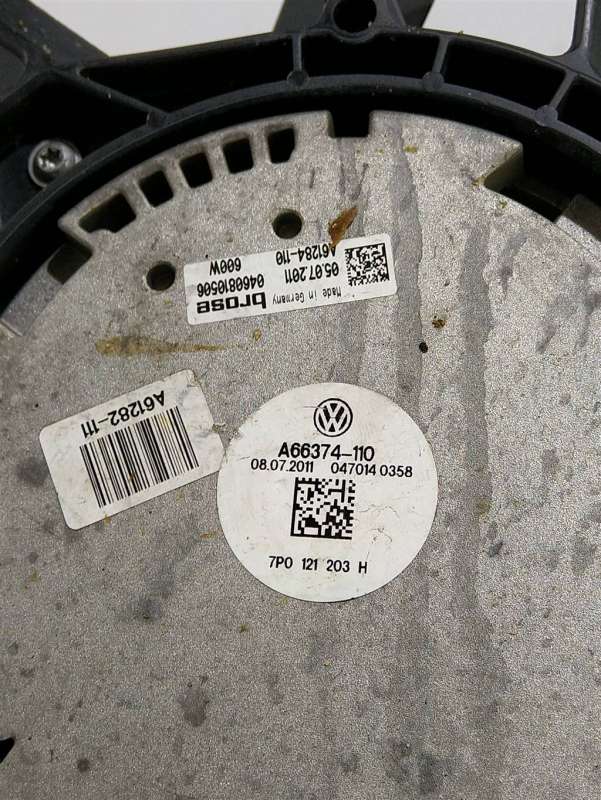 A61284-110
05.07.2011 600W
0460810506
Made in Germany
brose
A61282-111
VW
A66374-110
08.07.2011 047014 0358
7P0 121 203 H